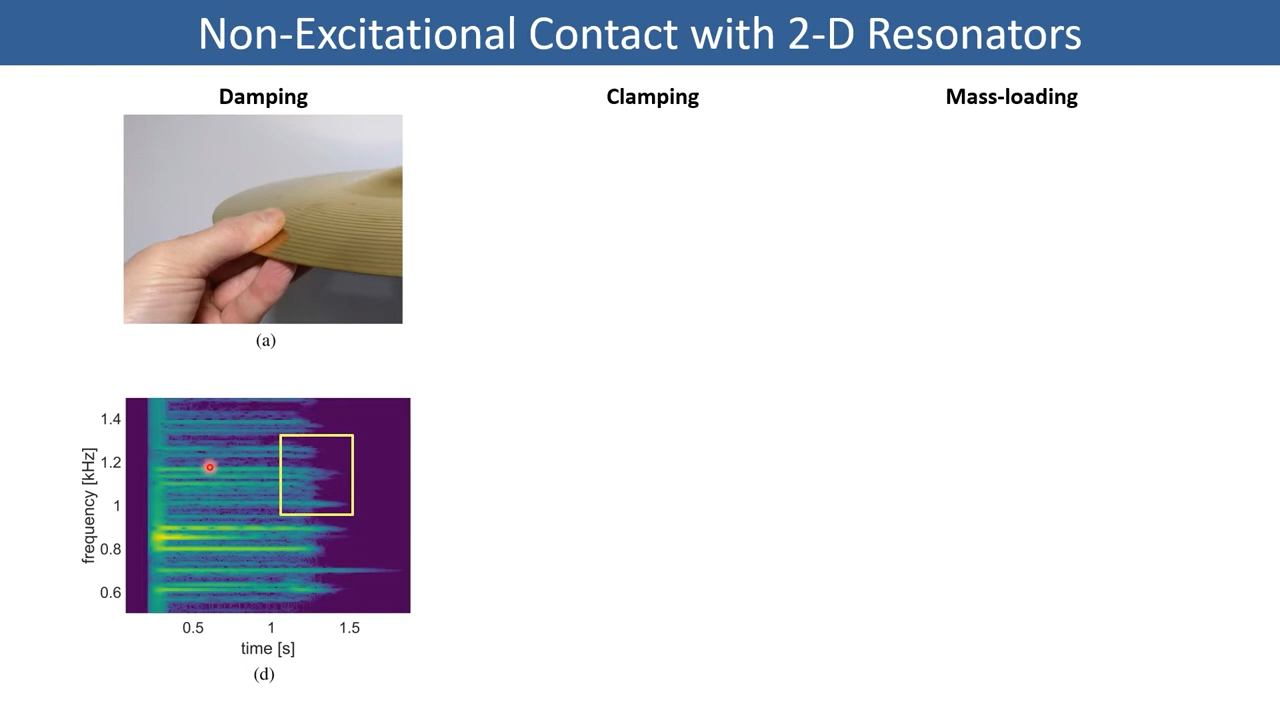 Non-Excitational Contact with 2-D Resonators
Damping
Clamping
Mass-loading
(a)
frequency [kHz]
1.4
1.2
1
0.8
0.6
0.5 1 1.5
time [s]
(d)